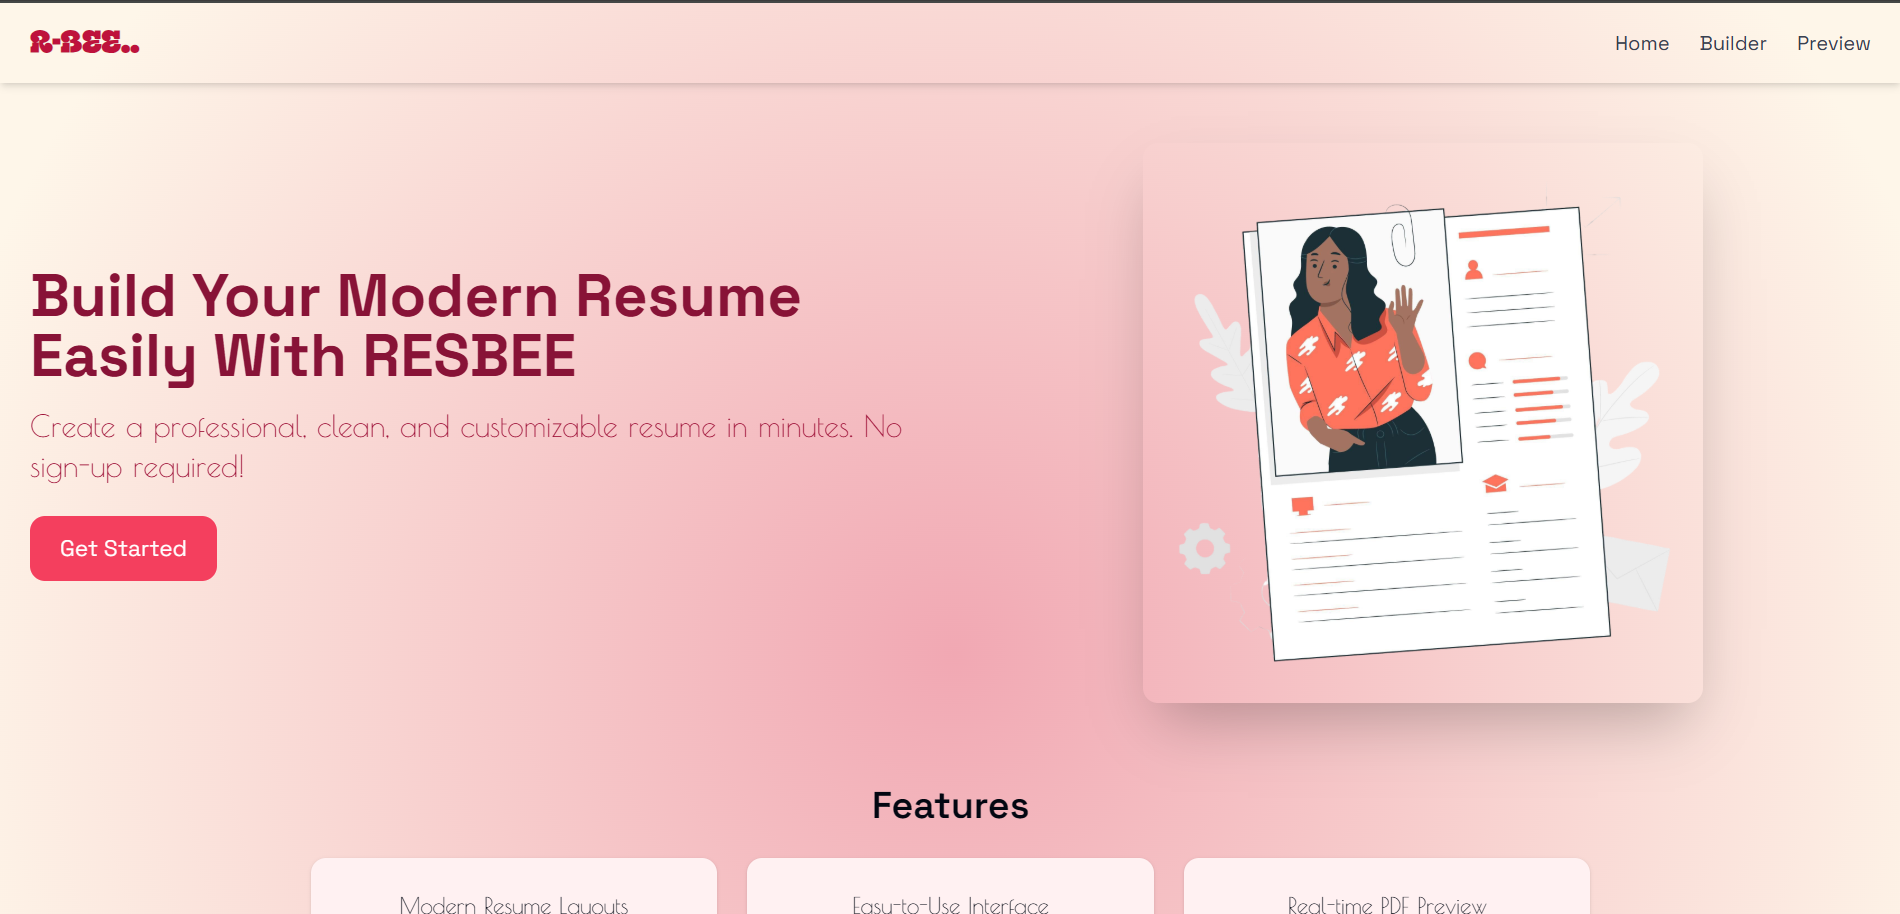 R-BEE..
Home Builder Preview
Build Your Modern Resume
Easily With RESBEE
Create a professional, clean, and customizable resume in minutes. No
sign-up required!
Get Started
Features
Modern Resume Layouts
Easy-to-Use Interface
Real-time PDF Preview